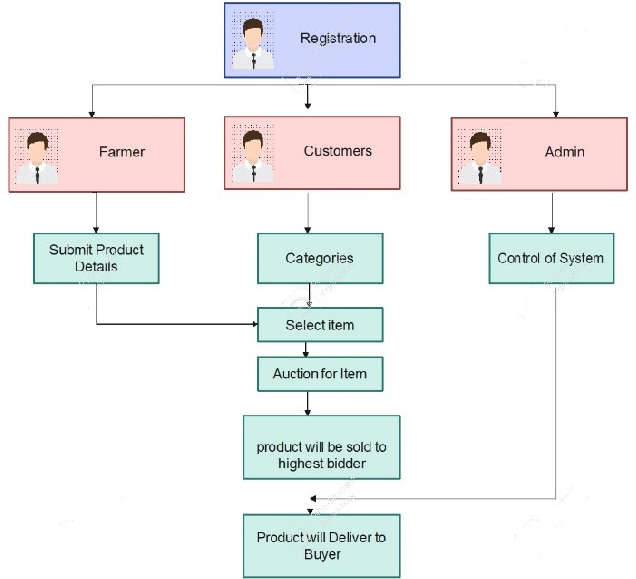 Registration
Farmer
Customers
Admin
Submit Product
Details
Categories
Control of System
Select item
Auction for Item
product will be sold to
highest bidder
Product will Deliver to
Buyer